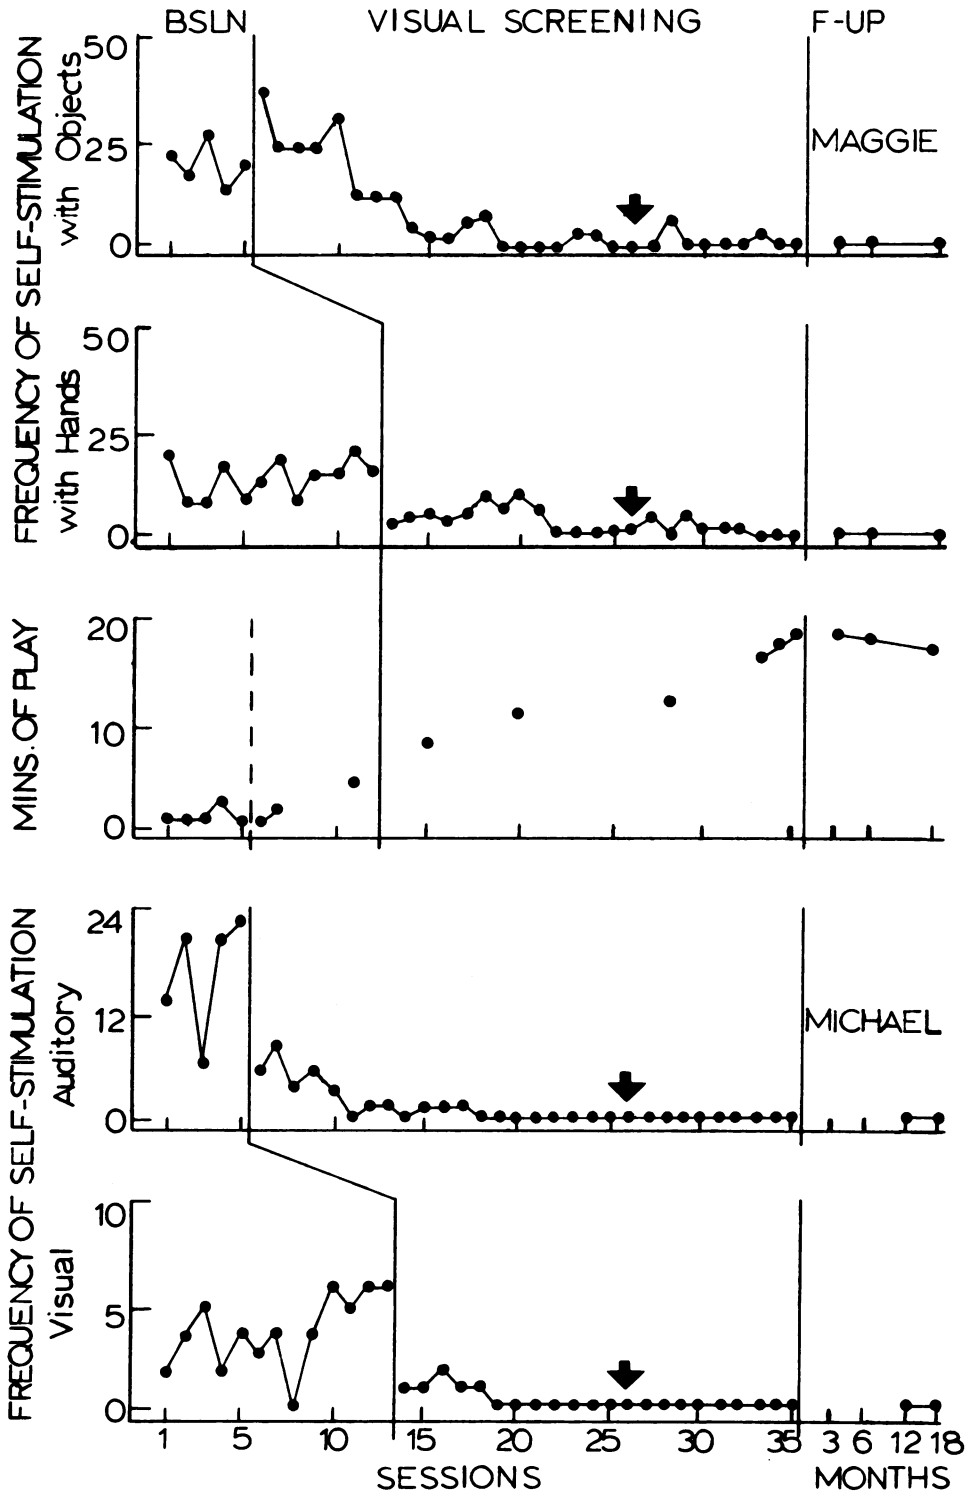 BSLN VISUAL SCREENING F-UP
FREQUENCY OF SELF-STIMULATION
with Objects
50
25
0
MAGGIE
with Hands
50
25
0
MINS. OF PLAY
20
10
0
FREQUENCY OF SELF-STIMULATION
Auditory
24
12
0
MICHAEL
Visual
10
5
0
1 5 10 15 20 25 30 35 3 6 12 18
SESSIONS MONTHS